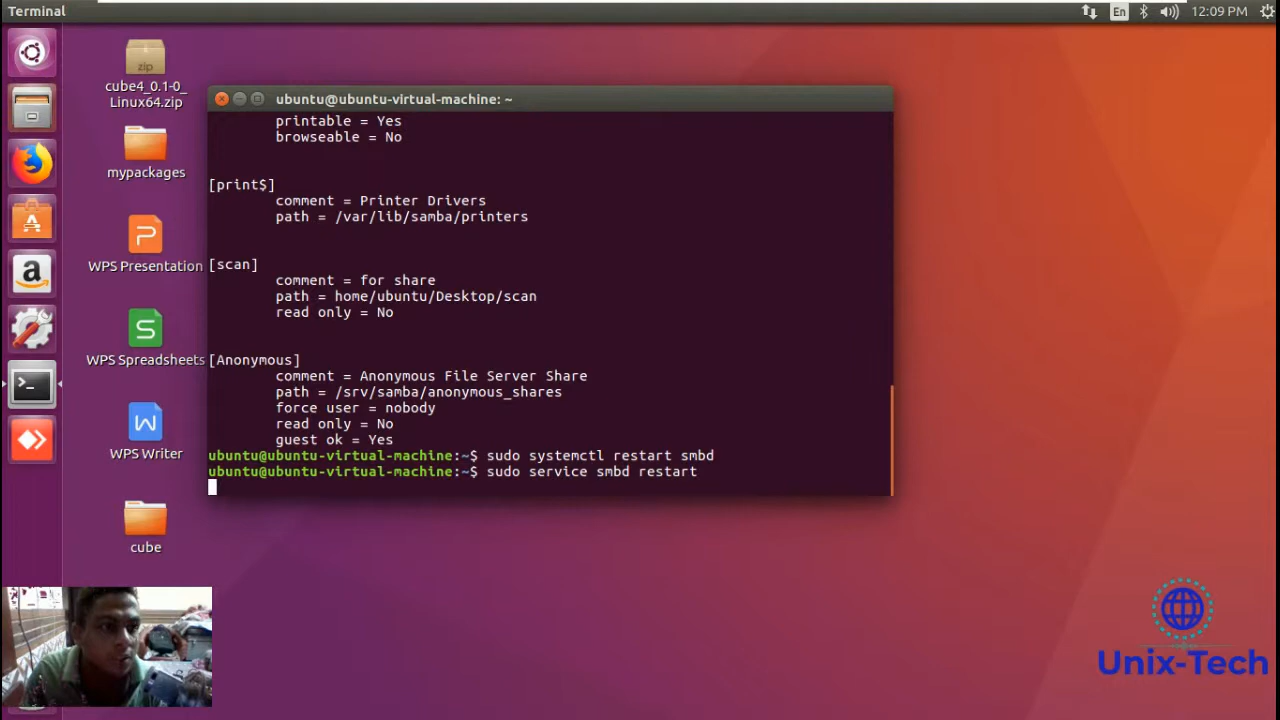 Terminal
En
12:09 PM
zip
cube4_0.1-0_
Linux64.zip
mypackages
WPS Presentation
WPS Spreadsheets
WPS Writer
cube
ubuntu@ubuntu-virtual-machine: ~
printable = Yes
browseable = No
[print$]
comment = Printer Drivers
path = /var/lib/samba/printers
[scan]
comment = for share
path = home/ubuntu/Desktop/scan
read only = No
[Anonymous]
comment = Anonymous File Server Share
path = /srv/samba/anonymous_shares
force user = nobody
read only = No
guest ok = Yes
ubuntu@ubuntu-virtual-machine:~$ sudo systemctl restart smbd
ubuntu@ubuntu-virtual-machine:~$ sudo service smbd restart
Unix-Tech